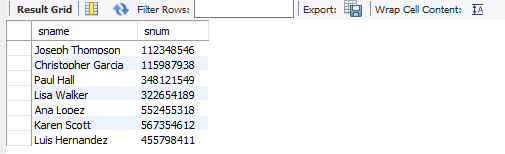 Result Grid Filter Rows: Export: Wrap Cell Content: IA
sname snum
Joseph Thompson 112348546
Christopher Garcia 115987938
Paul Hall 348121549
Lisa Walker 322654189
Ana Lopez 552455318
Karen Scott 567354612
Luis Hernandez 455798411